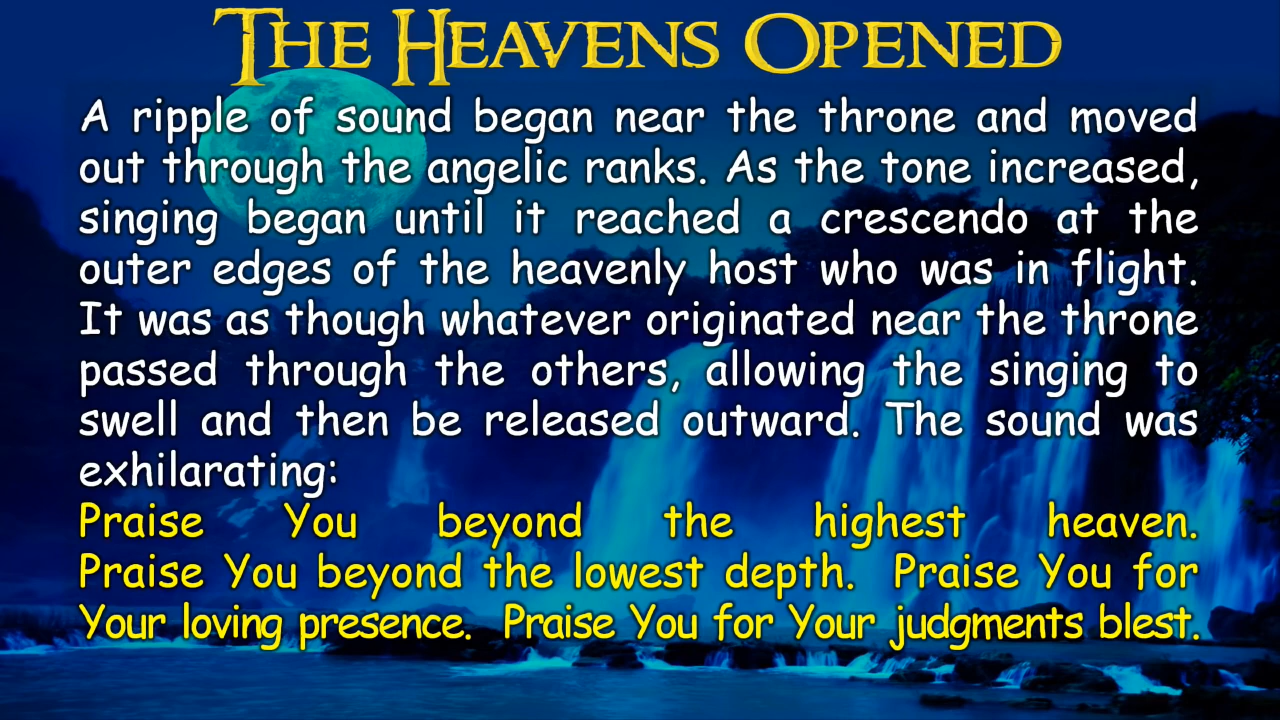 THE HEAVENS OPENED
A ripple of sound began near the throne and moved
out through the angelic ranks. As the tone increased,
singing began until it reached a crescendo at the
outer edges of the heavenly host who was in flight.
It was as though whatever originated near the throne
passed through the others, allowing the singing to
swell and then be released outward. The sound was
exhilarating:
Praise You beyond the highest heaven.
Praise You beyond the lowest depth. Praise You for
Your loving presence. Praise You for Your judgments blest.